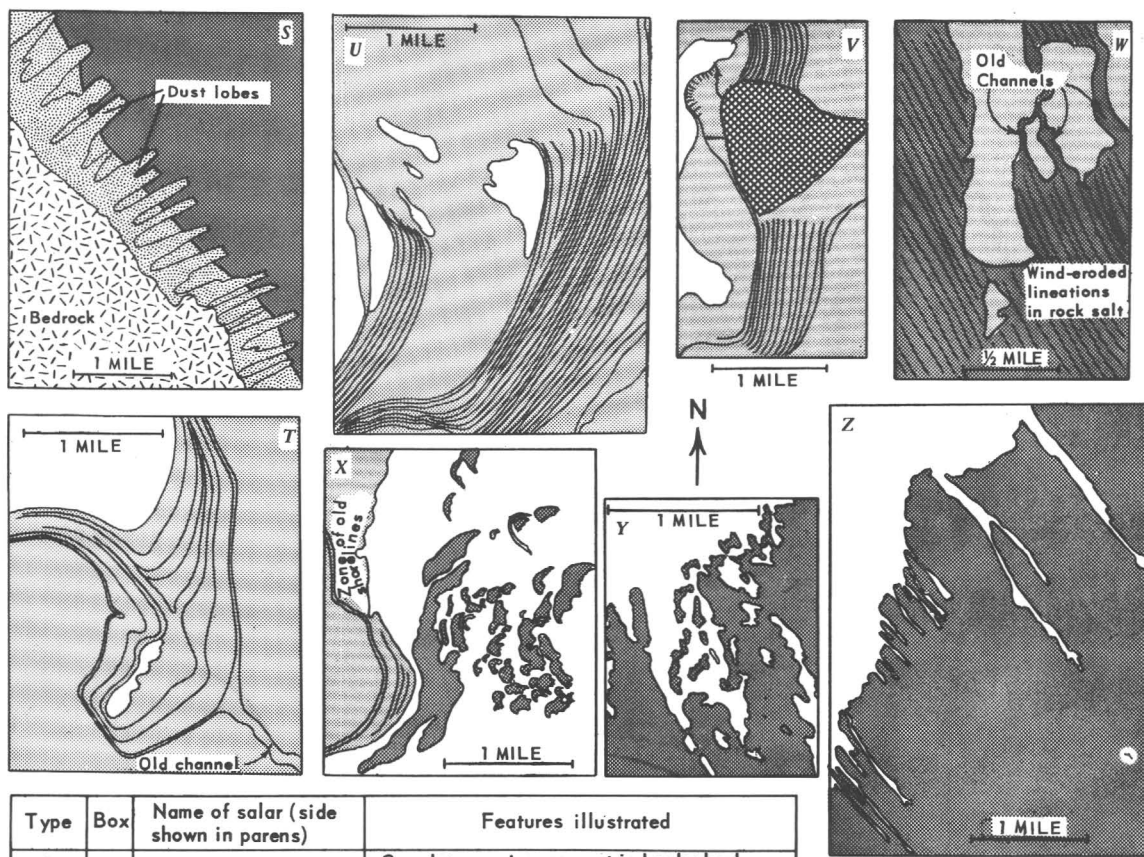 S
Dust lobes
Bedrock
1 MILE
1 MILE
U
V
1 MILE
W
Old
Channels
Wind-eroded
lineations
in rock salt
½ MILE
1 MILE
T
Old channel
X
Zone of old
shore lines
1 MILE
N
1 MILE
Y
Z
1 MILE
Type
Box
Name of salar (side
shown in parens)
Features illustrated